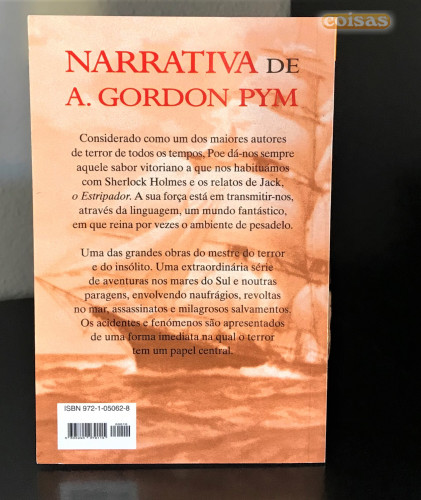 coisas
NARRATIVA DE
A. GORDON PYM
Considerado como um dos maiores autores
de terror de todos os tempos, Poe dá-nos sempre
aquele sabor vitoriano a que nos habituámos
com Sherlock Holmes e os relatos de Jack,
o Estripador. A sua força está em transmitir-nos,
através da linguagem, um mundo fantástico,
em que reina por vezes o ambiente de pesadelo.
Uma das grandes obras do mestre do terror
e do insólito. Uma extraordinária série
de aventuras nos mares do Sul e noutras
paragens, envolvendo naufrágios, revoltas
no mar, assassinatos e milagrosos salvamentos.
Os acidentes e fenómenos são apresentados
de uma forma imediata na qual o terror
tem um papel central.
ISBN 972-1-05062-8